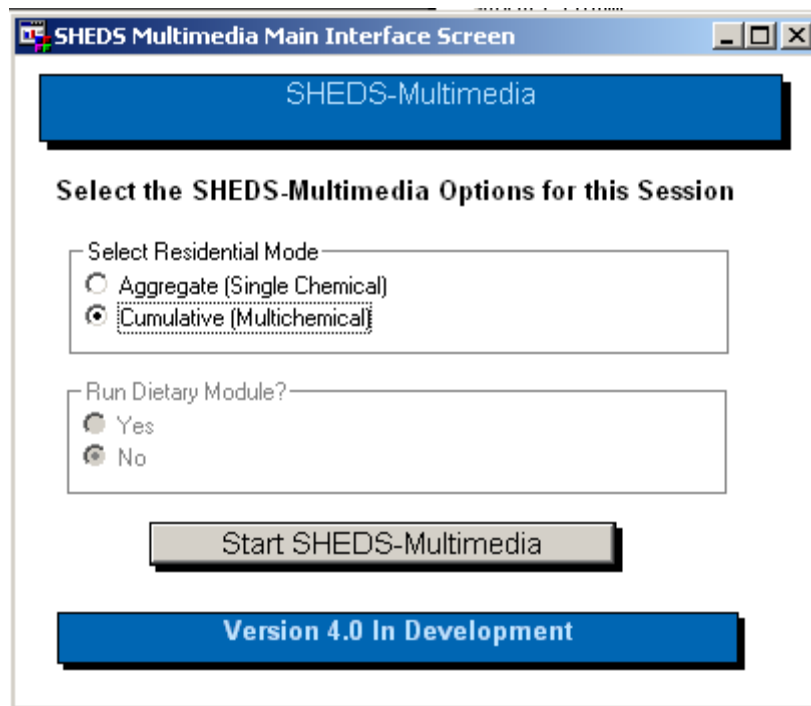 SHEDS Multimedia Main Interface Screen
SHEDS-Multimedia
Select the SHEDS-Multimedia Options for this Session
Select Residential Mode
Aggregate (Single Chemical)
Cumulative (Multichemical)
Run Dietary Module?
Yes
No
Start SHEDS-Multimedia
Version 4.0 In Development